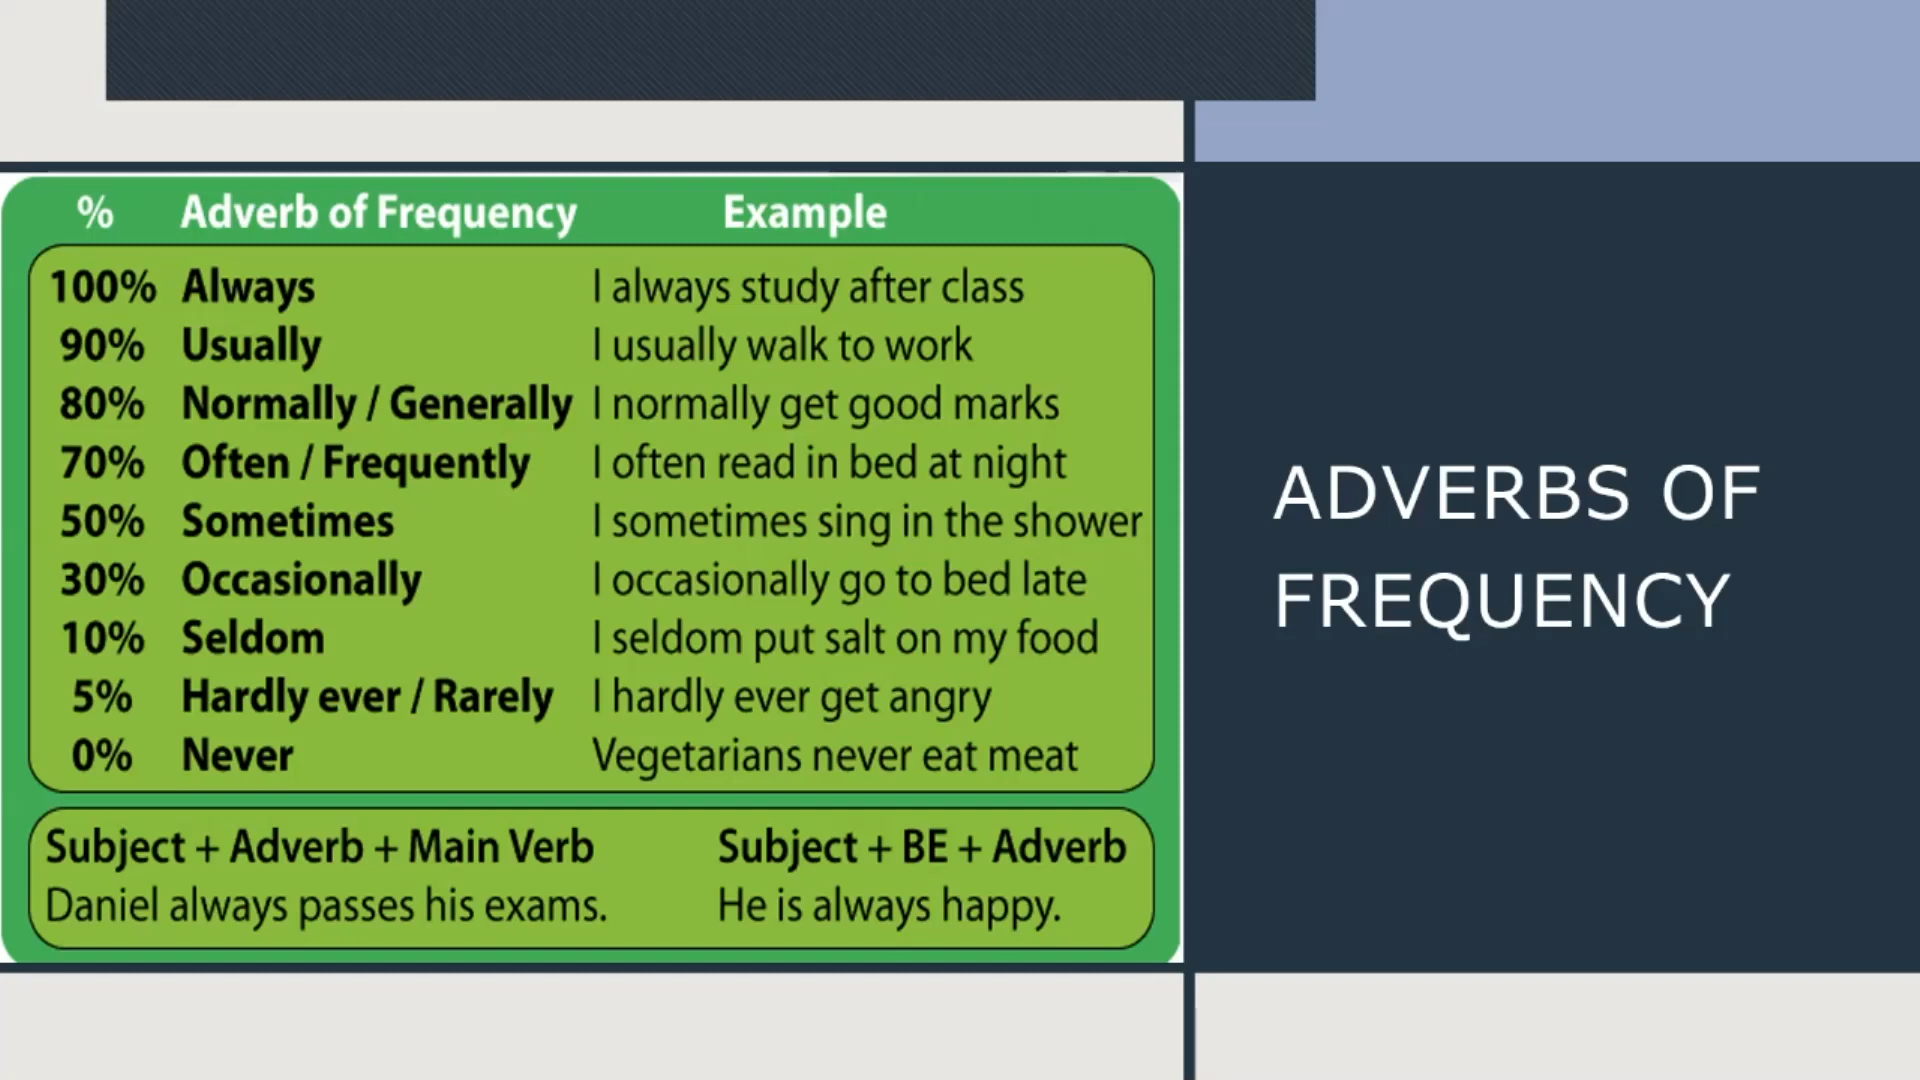 % Adverb of Frequency Example
100% Always I always study after class
90% Usually I usually walk to work
80% Normally / Generally I normally get good marks
70% Often / Frequently I often read in bed at night
50% Sometimes I sometimes sing in the shower
30% Occasionally I occasionally go to bed late
10% Seldom I seldom put salt on my food
5% Hardly ever / Rarely I hardly ever get angry
0% Never Vegetarians never eat meat
Subject + Adverb + Main Verb Subject + BE + Adverb
Daniel always passes his exams. He is always happy.
ADVERBS OF
FREQUENCY